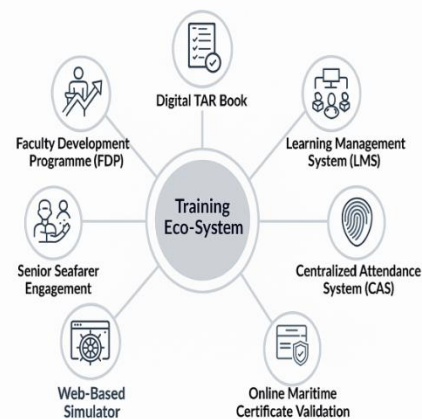 Digital TAR Book
Faculty Development
Programme (FDP)
Learning Management
System (LMS)
Training
Eco-System
Senior Seafarer
Engagement
Centralized Attendance
System (CAS)
Web-Based
Simulator
Online Maritime
Certificate Validation